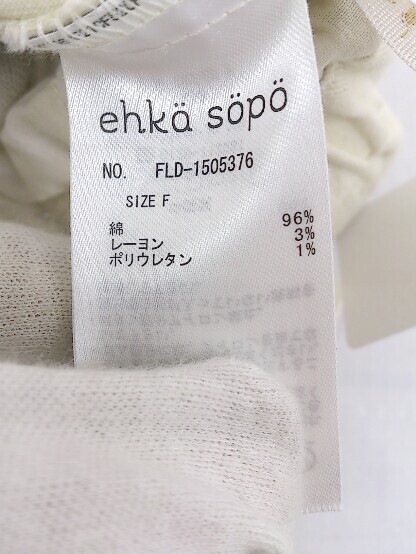 ehkä söpö
NO. FLD-1505376
SIZE F
綿 96%
レーヨン 3%
ポリウレタン 1%